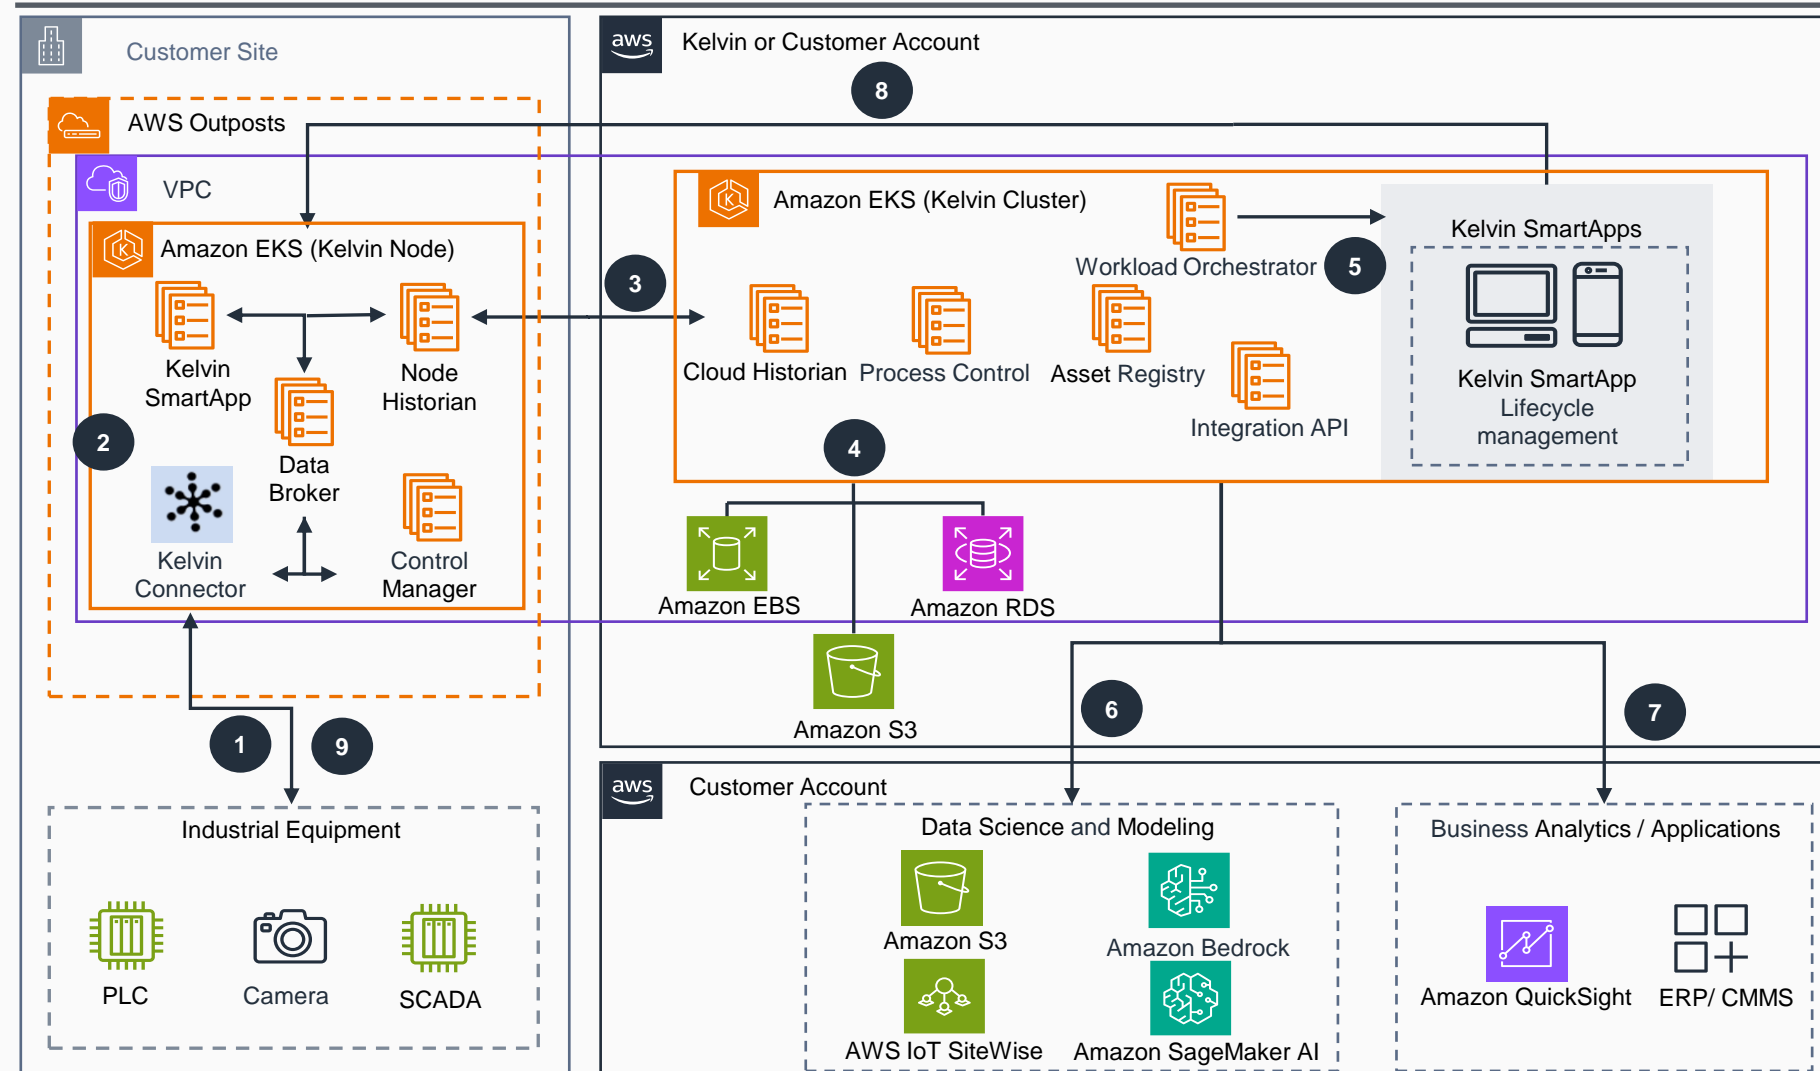 Customer Site
aws
Kelvin or Customer Account
8
AWS Outposts
VPC
Amazon EKS (Kelvin Node)
Kelvin
SmartApp
Node
Historian
Data
Broker
2
Kelvin
Connector
Control
Manager
3
Amazon EKS (Kelvin Cluster)
Workload Orchestrator
5
Kelvin SmartApps
Kelvin SmartApp
Lifecycle
management
Cloud Historian
Process Control
Asset Registry
Integration API
4
Amazon EBS
Amazon RDS
Amazon S3
1
9
6
7
Industrial Equipment
PLC
Camera
SCADA
aws
Customer Account
Data Science and Modeling
Amazon S3
Amazon Bedrock
AWS IoT SiteWise
Amazon SageMaker AI
Business Analytics / Applications
Amazon QuickSight
ERP/ CMMS